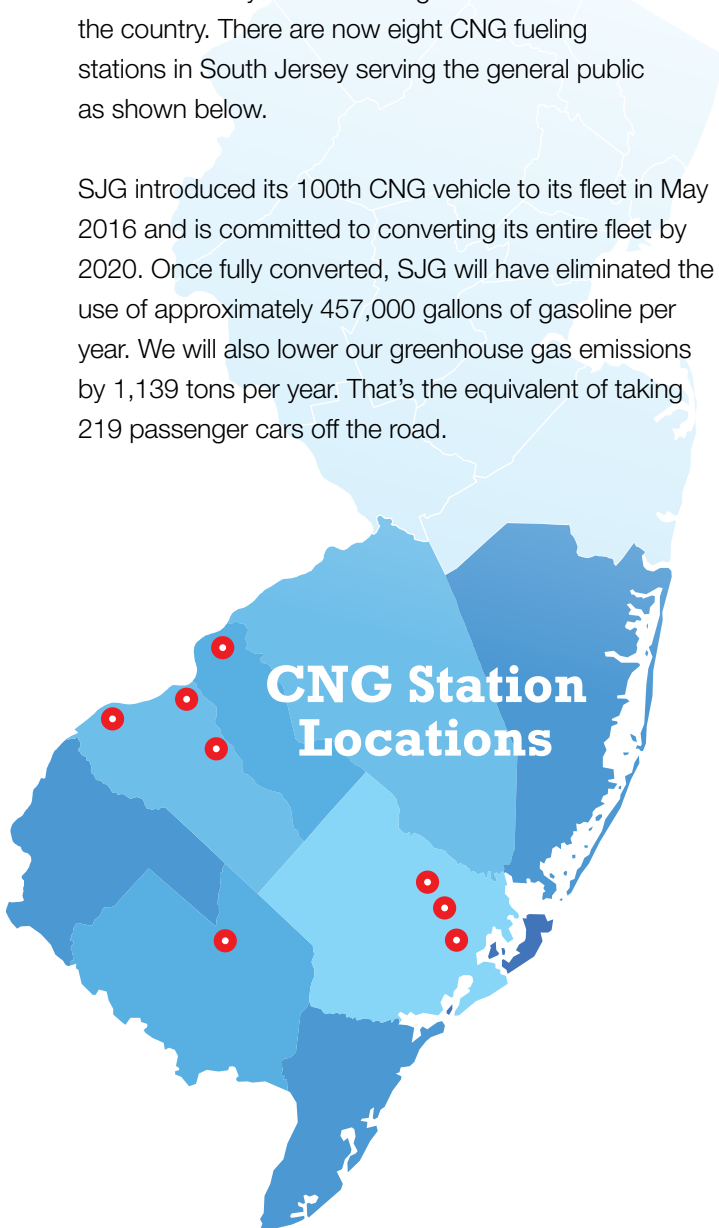 the country. There are now eight CNG fueling
stations in South Jersey serving the general public
as shown below.
SJG introduced its 100th CNG vehicle to its fleet in May
2016 and is committed to converting its entire fleet by
2020. Once fully converted, SJG will have eliminated the
use of approximately 457,000 gallons of gasoline per
year. We will also lower our greenhouse gas emissions
by 1,139 tons per year. That’s the equivalent of taking
219 passenger cars off the road.
CNG Station
Locations